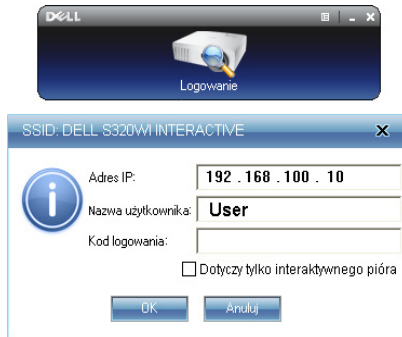 DELL
Logowanie
SSID: DELL S320WI INTERACTIVE
Adres IP: 192 . 168 . 100 . 10
Nazwa użytkownika: User
Kod logowania:
Dotyczy tylko interaktywnego pióra
OK Anuluj